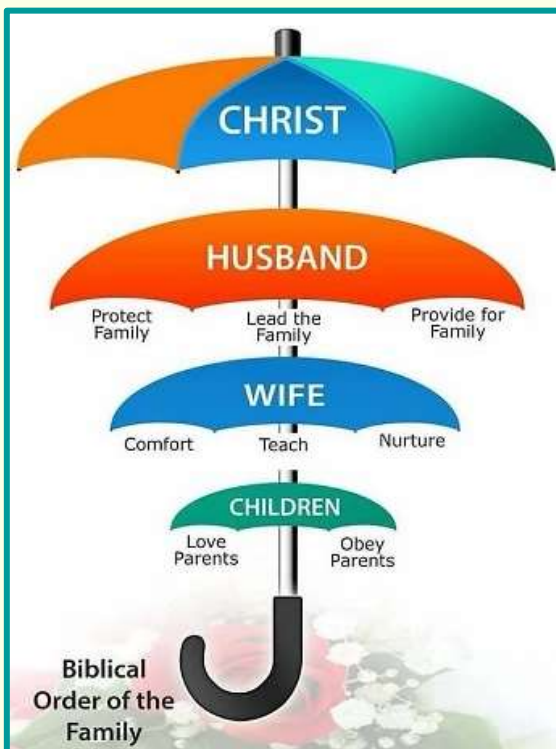 CHRIST
HUSBAND
Protect
Family
Lead the
Family
Provide for
Family
WIFE
Comfort
Teach
Nurture
CHILDREN
Love
Parents
Obey
Parents
Biblical
Order of the
Family